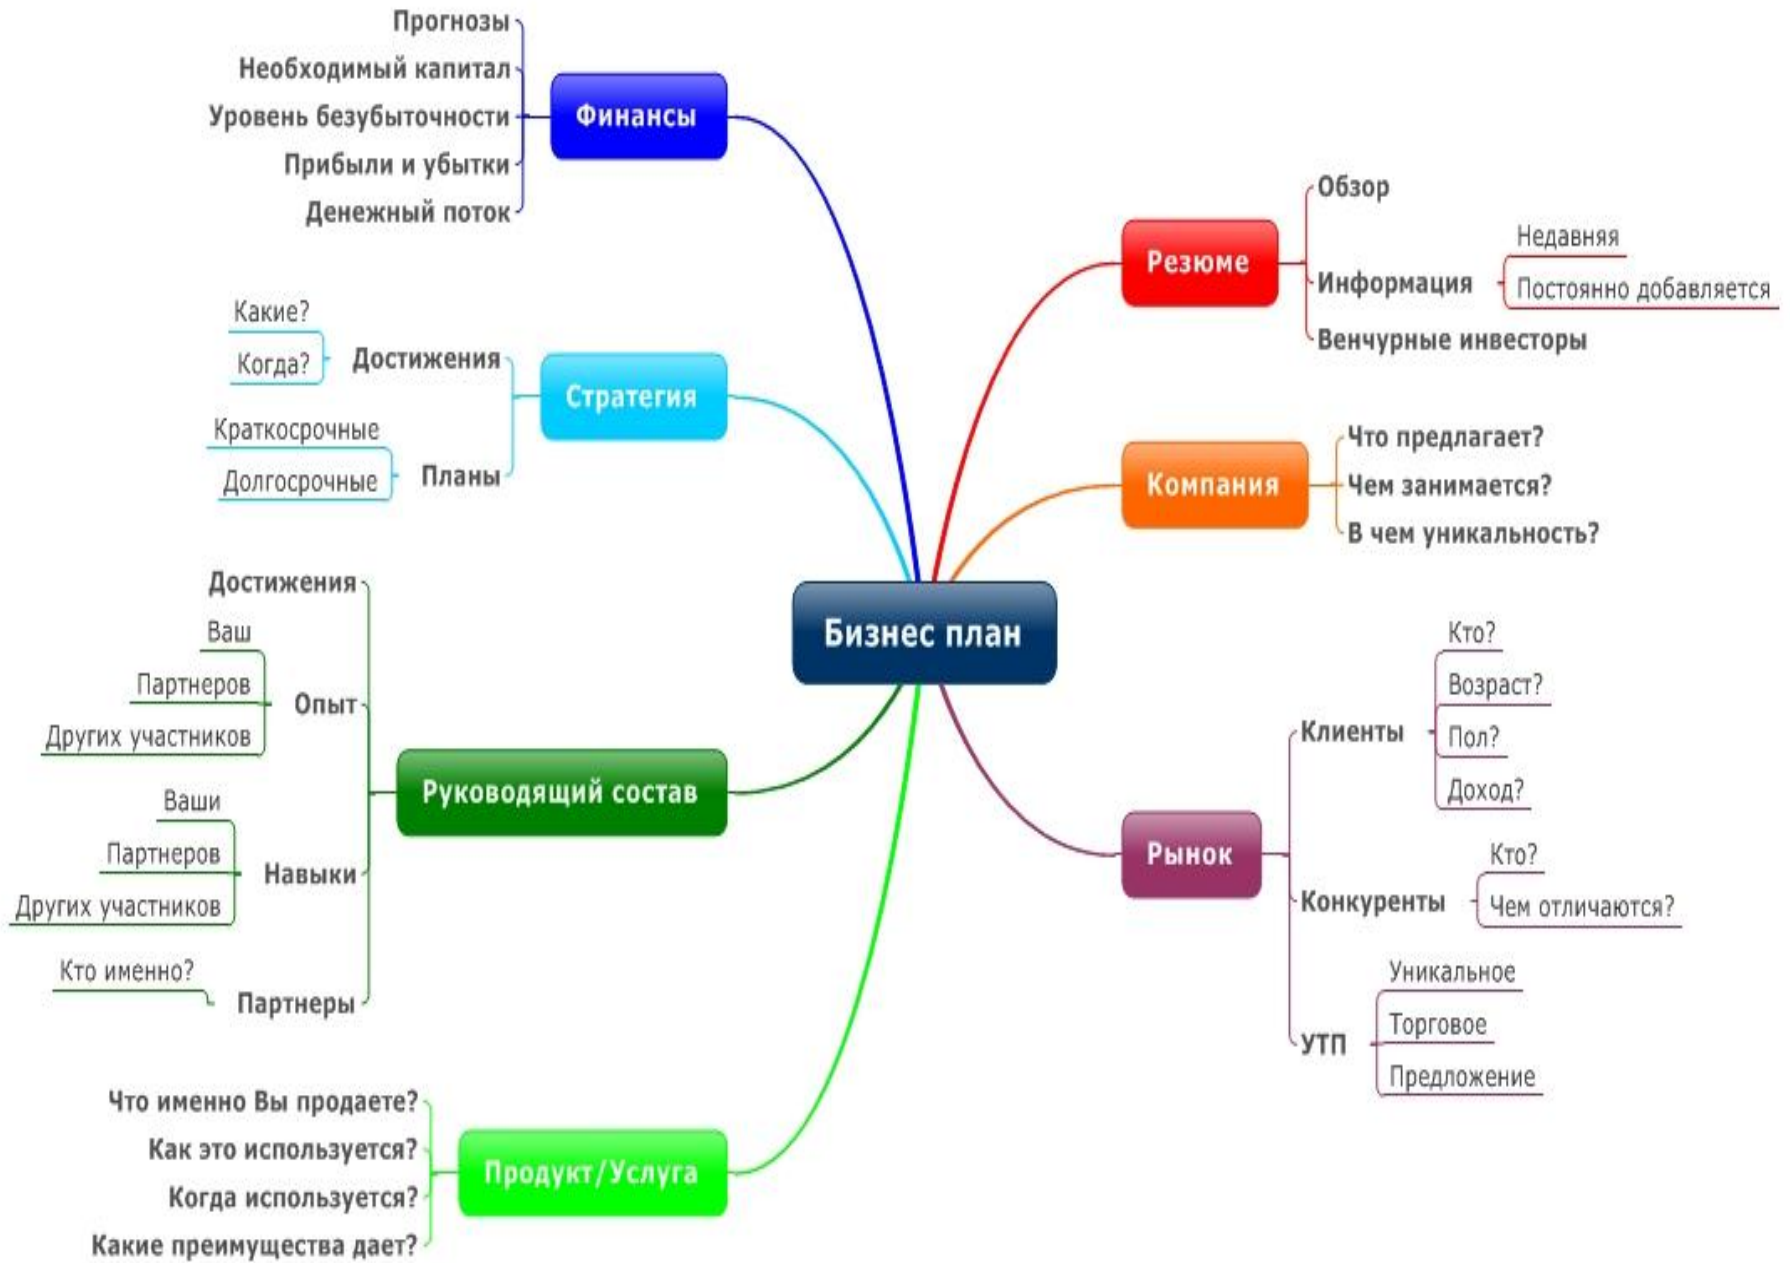 Бизнес план
Резюме
Обзор
Информация
Недавняя
Постоянно добавляется
Венчурные инвесторы
Компания
Что предлагает?
Чем занимается?
В чем уникальность?
Рынок
Клиенты
Кто?
Возраст?
Пол?
Доход?
Конкуренты
Кто?
Чем отличаются?
УТП
Уникальное
Торговое
Предложение
Финансы
Прогнозы
Необходимый капитал
Уровень безубыточности
Прибыли и убытки
Денежный поток
Стратегия
Достижения
Какие?
Когда?
Планы
Краткосрочные
Долгосрочные
Руководящий состав
Достижения
Опыт
Ваш
Партнеров
Других участников
Навыки
Ваши
Партнеров
Других участников
Партнеры
Кто именно?
Продукт/Услуга
Что именно Вы продаете?
Как это используется?
Когда используется?
Какие преимущества дает?